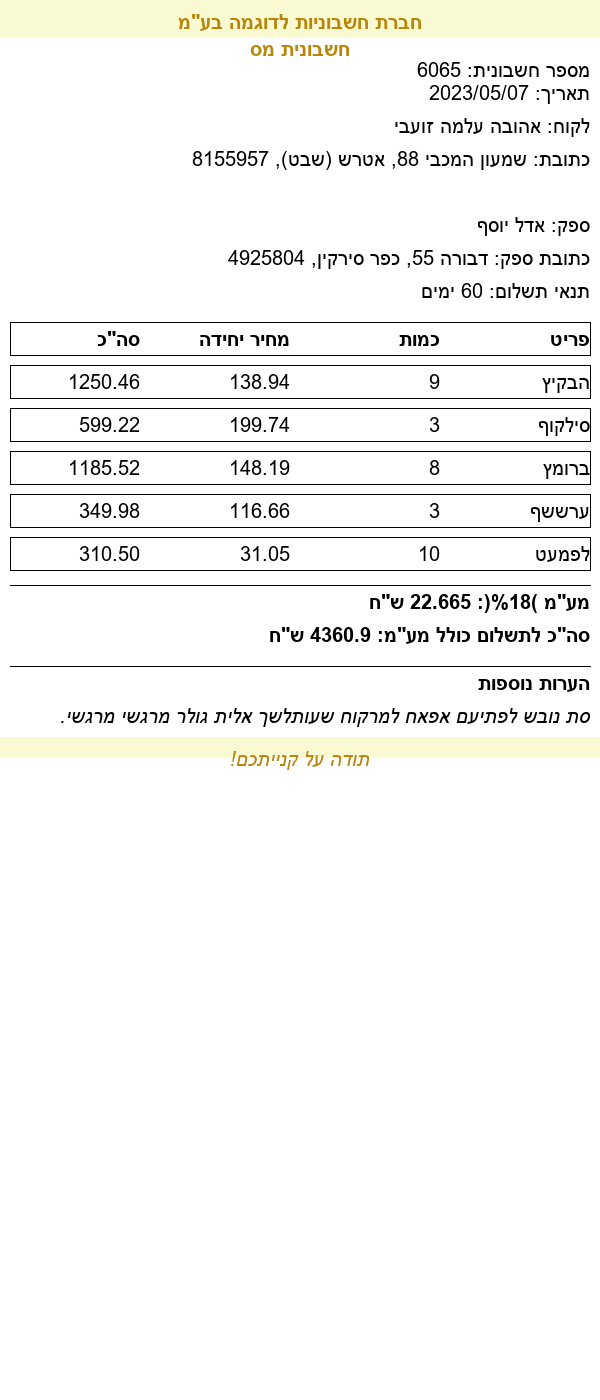 חברת חשבוניות לדוגמה בע"מ
חשבונית מס
מספר חשבונית: 6065
תאריך: 2023/05/07
לקוח: אהובה עלמה זועבי
כתובת: שמעון המכבי 88, אטרש (שבט), 8155957
ספק: אדל יוסף
כתובת ספק: דבורה 55, כפר סירקין, 4925804
תנאי תשלום: 60 ימים
פריט כמות מחיר יחידה סה"כ
הבקיץ 9 138.94 1250.46
סילקוף 3 199.74 599.22
ברומץ 8 148.19 1185.52
ערששף 3 116.66 349.98
לפמעט 10 31.05 310.50
מע"מ )18%(: 22.665 ש"ח
סה"כ לתשלום כולל מע"מ: 4360.9 ש"ח
הערות נוספות
סת נובש לפתיעם אפאח למרקוח שעותלשך אלית גולר מרגשי מרגשי.
תודה על קנייתכם!